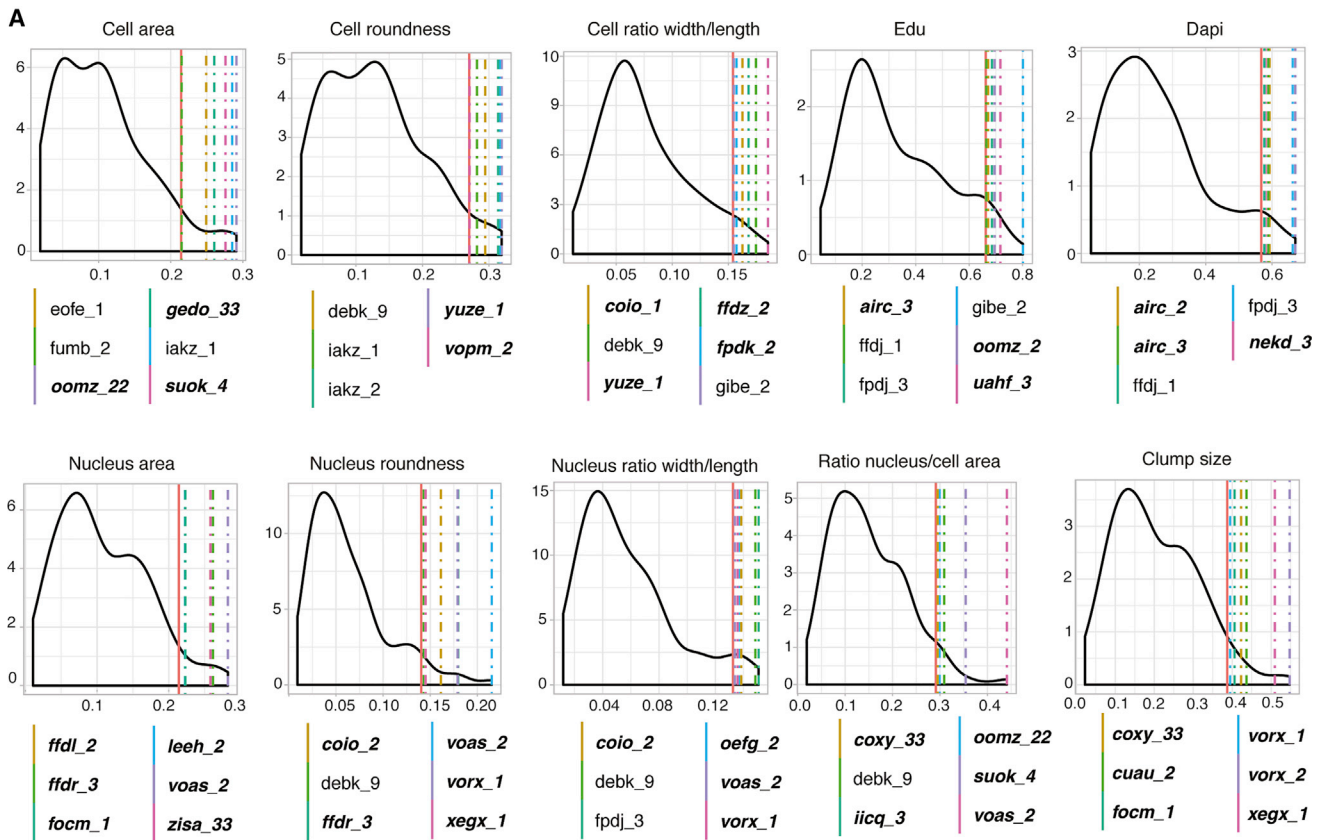 A
Cell area
Cell roundness
Cell ratio width/length
Edu
Dapi
6
4
2
0
0.1
0.2
0.3
5
4
3
2
1
0
0.1
0.2
0.3
10
9
6
3
0
0.05
0.10
0.15
2
1
0
0.2
0.4
0.6
0.8
3
2
1
0
0.2
0.4
0.6
eofe_1
fumb_2
oomz_22
gedo_33
iakz_1
suok_4
debk_9
iakz_1
iakz_2
yuze_1
vopm_2
coio_1
debk_9
yuze_1
ffdz_2
fpdk_2
gibe_2
airc_3
ffdj_1
fpdj_3
gibe_2
oomz_2
uahf_3
airc_2
airc_3
ffdj_1
fpdj_3
nekd_3
Nucleus area
Nucleus roundness
Nucleus ratio width/length
Ratio nucleus/cell area
Clump size
6
4
2
0
0.1
0.2
0.3
10
5
0
0.05
0.10
0.15
0.20
15
10
5
0
0.04
0.08
0.12
5
4
3
2
1
0
0.0
0.1
0.2
0.3
0.4
3
2
1
0
0.0
0.1
0.2
0.3
0.4
0.5
ffdl_2
ffdr_3
focm_1
leeh_2
voas_2
zisa_33
coio_2
debk_9
ffdr_3
voas_2
vorx_1
xegx_1
coio_2
debk_9
fpdj_3
oefg_2
voas_2
vorx_1
coxy_33
debk_9
iicq_3
oomz_22
suok_4
voas_2
coxy_33
cuau_2
focm_1
vorx_1
vorx_2
xegx_1